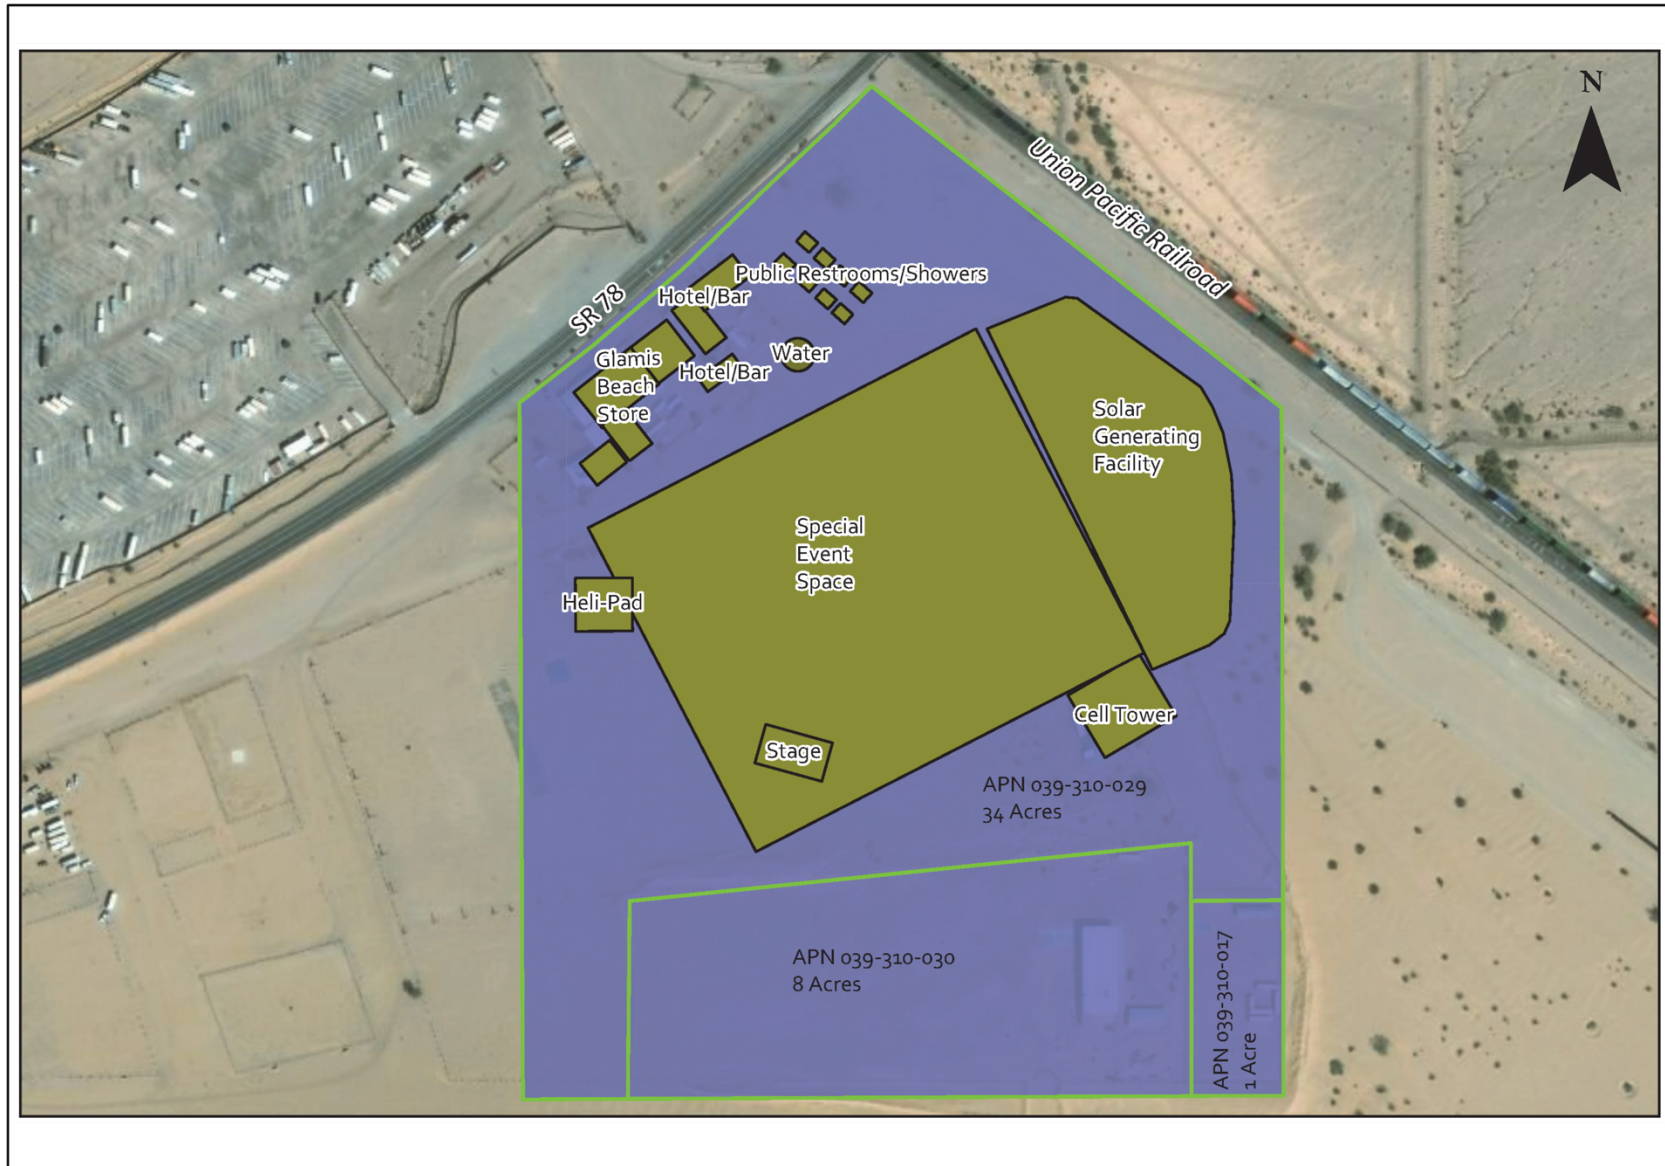 N
Union Pacific Railroad
SR 78
Public Restrooms/Showers
Hotel/Bar
Water
Glamis
Beach
Store
Hotel/Bar
Solar
Generating
Facility
Special
Event
Space
Heli-Pad
Cell Tower
Stage
APN 039-310-029
34 Acres
APN 039-310-030
8 Acres
APN 039-310-017
1 Acre